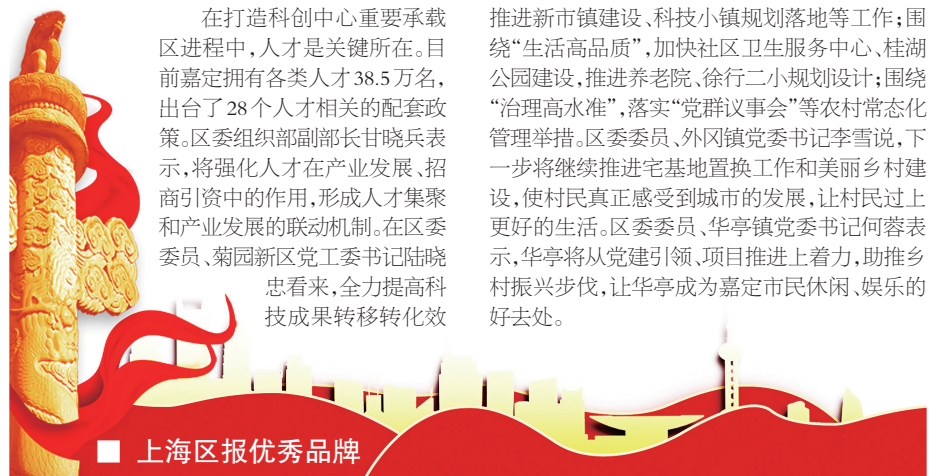 在打造科创中心重要承载
区进程中,人才是关键所在。目
前嘉定拥有各类人才38.5万名,
出台了28个人才相关的配套政
策。区委组织部副部长甘晓兵表
示,将强化人才在产业发展、招
商引资中的作用,形成人才集聚
和产业发展的联动机制。在区委
委员、菊园新区党工委书记陆晓
忠看来,全力提高科
技成果转移转化效
推进新市镇建设、科技小镇规划落地等工作;围
绕“生活高品质”,加快社区卫生服务中心、桂湖
公园建设,推进养老院、徐行二小规划设计;围绕
“治理高水准”,落实“党群议事会”等农村常态化
管理举措。区委委员、外冈镇党委书记李雪说,下
一步将继续推进宅基地置换工作和美丽乡村建
设,使村民真正感受到城市的发展,让村民过上
更好的生活。区委委员、华亭镇党委书记何蓉表
示,华亭将从党建引领、项目推进上着力,助推乡
村振兴步伐,让华亭成为嘉定市民休闲、娱乐的
好去处。
■ 上海区报优秀品牌